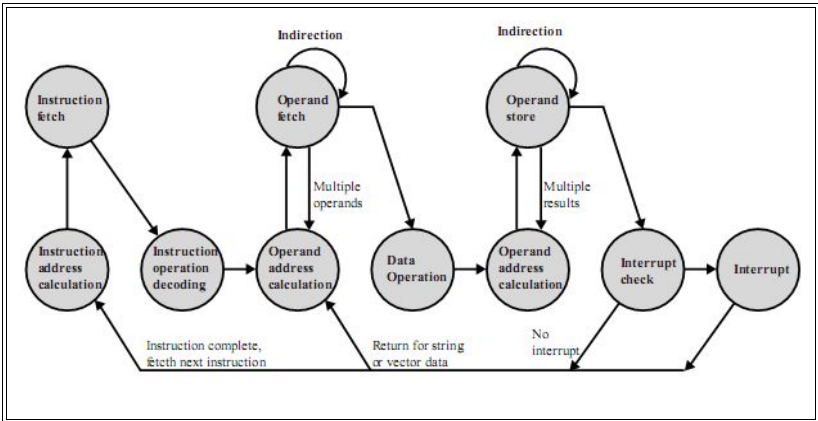 Indirection
Indirection
Instruction
fetch
Operand
fetch
Operand
store
Multiple
operands
Multiple
results
Instruction
address
calculation
Instruction
operation
decoding
Operand
address
calculation
Data
Operation
Operand
address
calculation
Interrupt
check
Interrupt
Instruction complete,
fetcth next instruction
Return for string
or vector data
No
interrupt